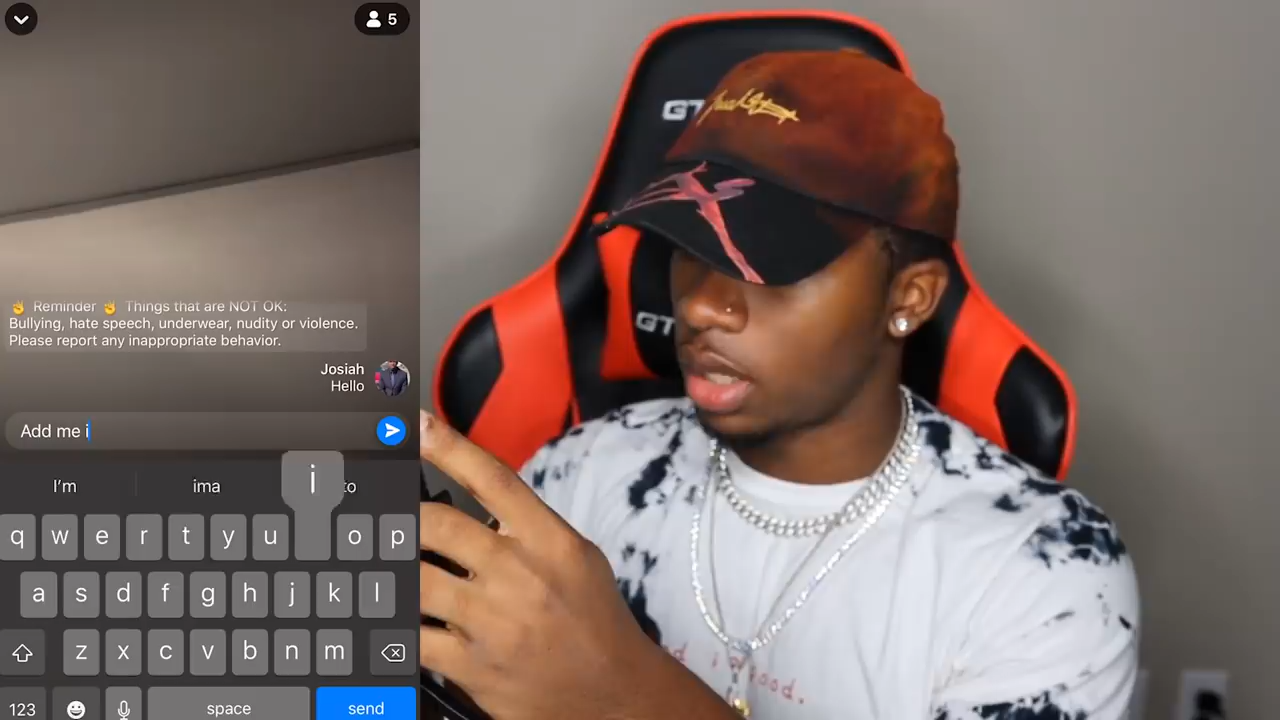 5
✌ Reminder ✌ Things that are NOT OK:
Bullying, hate speech, underwear, nudity or violence.
Please report any inappropriate behavior.
Josiah
Hello
Add me i
I'm ima to
i
q w e r t y u o p
a s d f g h j k l
z x c v b n m
123 space send
GT
GT